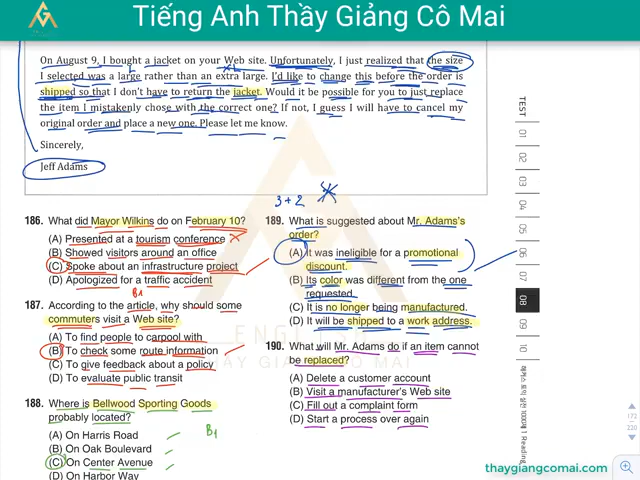 Tiếng Anh Thầy Giảng Cô Mai
On August 9, I bought a jacket on your Web site. Unfortunately, I just realized that the size
I selected was a large rather than an extra large. I'd like to change this before the order is
shipped so that I don't have to return the jacket. Would it be possible for you to just replace
the item I mistakenly chose with the correct one? If not, I guess I will have to cancel my
original order and place a new one. Please let me know.
Sincerely,
Jeff Adams
3 + 2
186. What did Mayor Wilkins do on February 10?
(A) Presented at a tourism conference
(B) Showed visitors around an office
(C) Spoke about an infrastructure project
(D) Apologized for a traffic accident
B1
187. According to the article, why should some
commuters visit a Web site?
(A) To find people to carpool with
(B) To check some route information
(C) To give feedback about a policy
(D) To evaluate public transit
188. Where is Bellwood Sporting Goods
probably located?
B1
(A) On Harris Road
(B) On Oak Boulevard
(C) On Center Avenue
(D) On Harbor Way
189. What is suggested about Mr. Adams's
order?
(A) It was ineligible for a promotional
discount.
(B) Its color was different from the one
requested.
(C) It is no longer being manufactured.
(D) It will be shipped to a work address.
190. What will Mr. Adams do if an item cannot
be replaced?
(A) Delete a customer account
(B) Visit a manufacturer's Web site
(C) Fill out a complaint form
(D) Start a process over again
TEST
01
02
03
04
05
06
07
08
09
10
172
220
thaygiangcomai.com